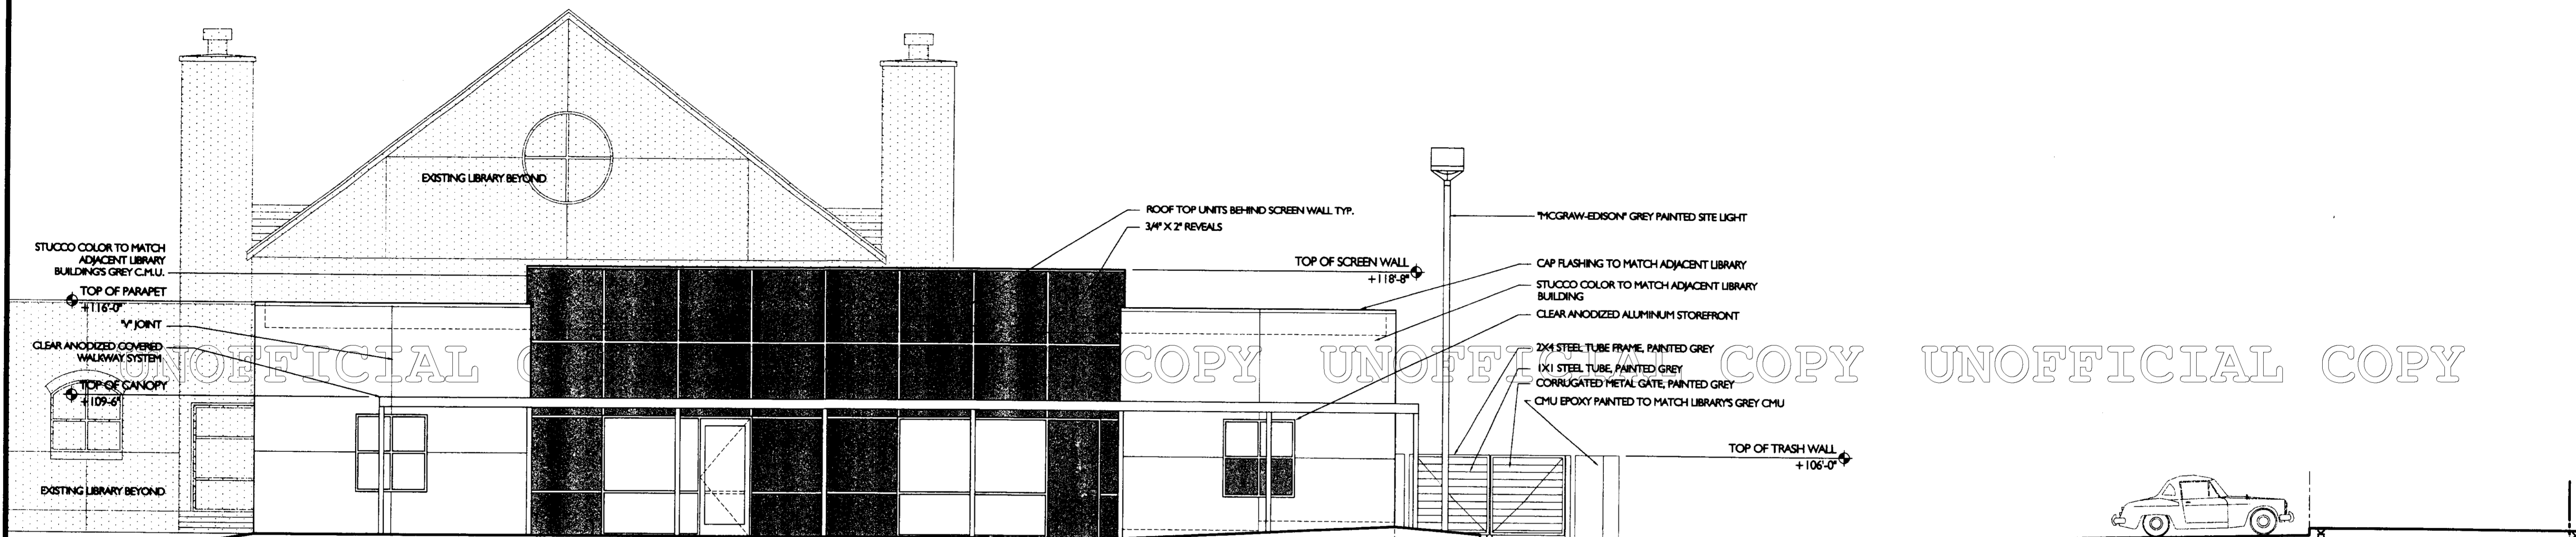 EXISTING LIBRARY BEYOND
STUCCO COLOR TO MATCH
ADJACENT LIBRARY
BUILDING'S GREY C.M.U.
TOP OF PARAPET
+116'-0"
"V" JOINT
CLEAR ANODIZED COVERED
WALKWAY SYSTEM
TOP OF CANOPY
+109'-6"
EXISTING LIBRARY BEYOND
ROOF TOP UNITS BEHIND SCREEN WALL TYP.
3/4" X 2" REVEALS
TOP OF SCREEN WALL
+118'-8"
"MCGRAW-EDISON" GREY PAINTED SITE LIGHT
CAP FLASHING TO MATCH ADJACENT LIBRARY
STUCCO COLOR TO MATCH ADJACENT LIBRARY
BUILDING
CLEAR ANODIZED ALUMINUM STOREFRONT
2X4 STEEL TUBE FRAME, PAINTED GREY
1X1 STEEL TUBE, PAINTED GREY
CORRUGATED METAL GATE, PAINTED GREY
CMU EPOXY PAINTED TO MATCH LIBRARY'S GREY CMU
TOP OF TRASH WALL
+106'-0"
UNOFFICIAL COPY UNOFFICIAL COPY UNOFFICIAL COPY